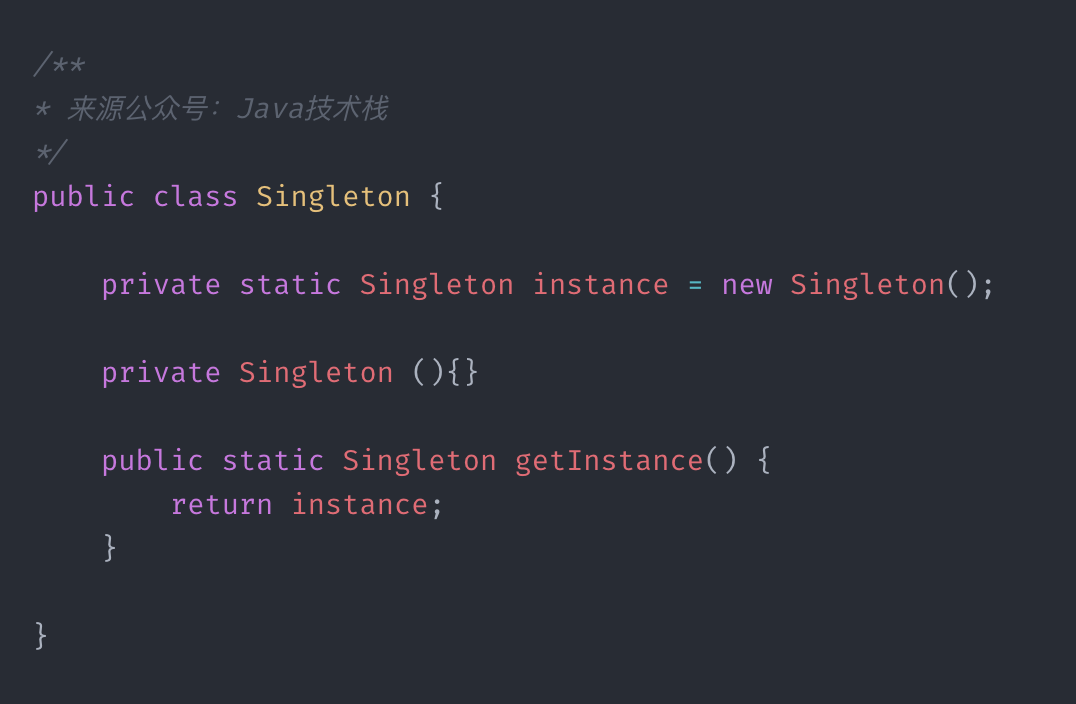 /**
* 来源公众号：Java技术栈
*/
public class Singleton {
    private static Singleton instance = new Singleton();
    private Singleton (){}
    public static Singleton getInstance() {
        return instance;
    }
}